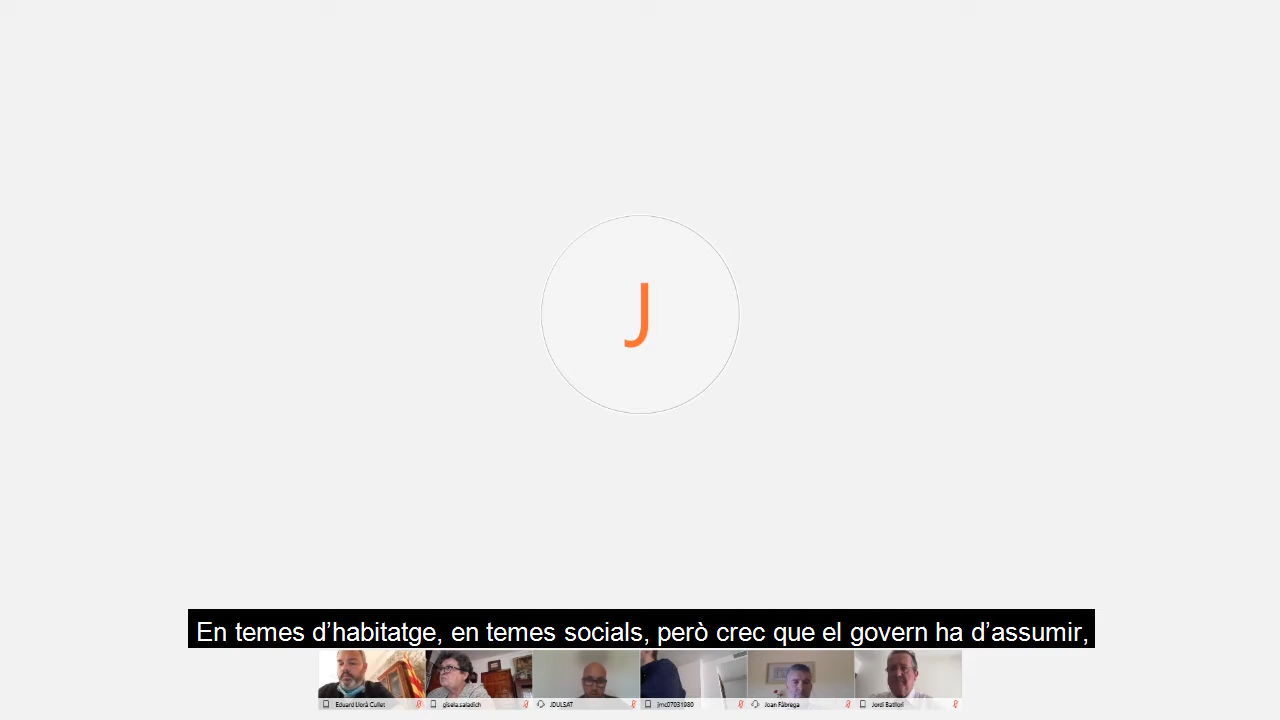 J
En temes d’habitatge, en temes socials, però crec que el govern ha d’assumir,
Eduard Llorà Cullet
gisela.saladich
JDULSAT
jmc07031980
Joan Fàbrega
Jordi Batllori